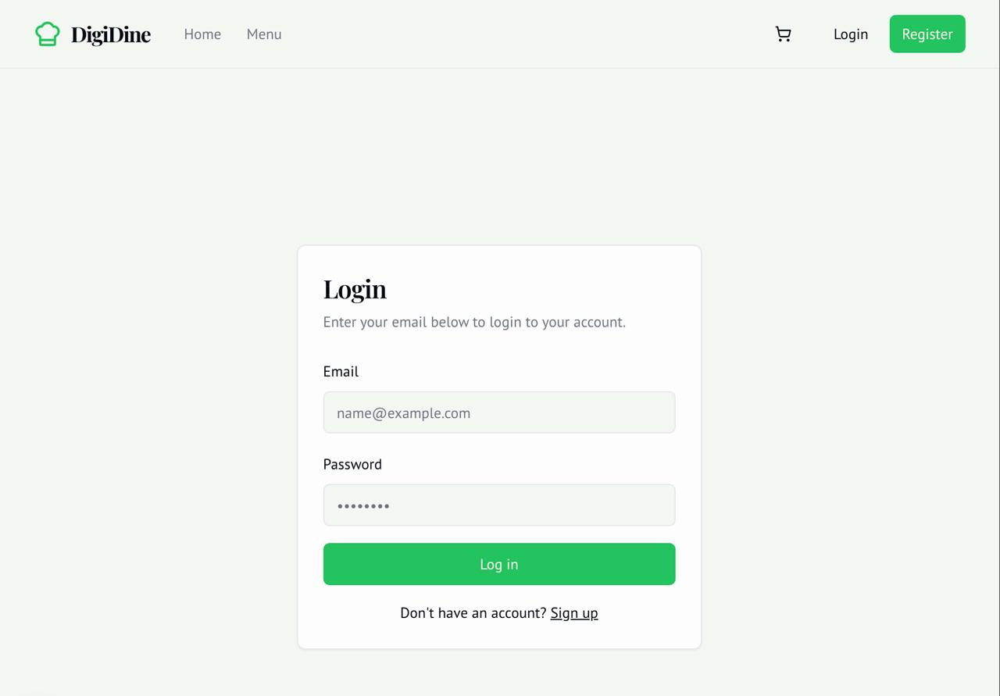 DigiDine Home Menu Login Register
Login
Enter your email below to login to your account.
Email
name@example.com
Password
••••••••
Log in
Don't have an account? Sign up